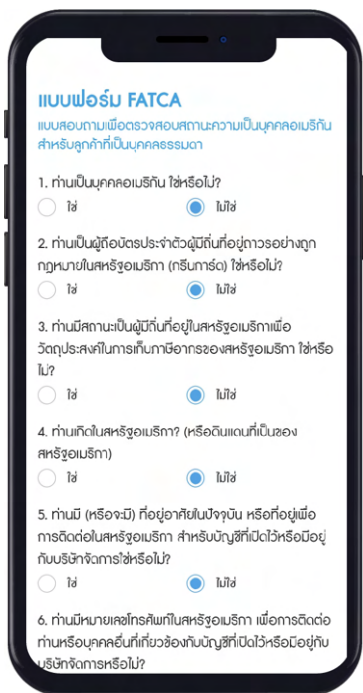 แบบฟอร์ม FATCA
แบบสอบถามเพื่อตรวจสอบสถานะความเป็นบุคคลอเมริกัน
สำหรับลูกค้าที่เป็นบุคคลธรรมดา
1. ท่านเป็นบุคคลอเมริกัน ใช่หรือไม่?
ใช่ ไม่ใช่
2. ท่านเป็นผู้ถือบัตรประจำตัวผู้มีถิ่นที่อยู่ถาวรอย่างถูก
กฎหมายในสหรัฐอเมริกา (กรีนการ์ด) ใช่หรือไม่?
ใช่ ไม่ใช่
3. ท่านมีสถานะเป็นผู้มีถิ่นที่อยู่ในสหรัฐอเมริกาเพื่อ
วัตถุประสงค์ในการเก็บภาษีอากรของสหรัฐอเมริกา ใช่หรือ
ไม่?
ใช่ ไม่ใช่
4. ท่านเกิดในสหรัฐอเมริกา? (หรือดินแดนที่เป็นของ
สหรัฐอเมริกา)
ใช่ ไม่ใช่
5. ท่านมี (หรือจะมี) ที่อยู่อาศัยในปัจจุบัน หรือที่อยู่เพื่อ
การติดต่อในสหรัฐอเมริกา สำหรับบัญชีที่เปิดไว้หรือมีอยู่
กับบริษัทจัดการใช่หรือไม่?
ใช่ ไม่ใช่
6. ท่านมีหมายเลขโทรศัพท์ในสหรัฐอเมริกา เพื่อการติดต่อ
ท่านหรือบุคคลอื่นที่เกี่ยวข้องกับบัญชีที่เปิดไว้หรือมีอยู่กับ
บริษัทจัดการหรือไม่?